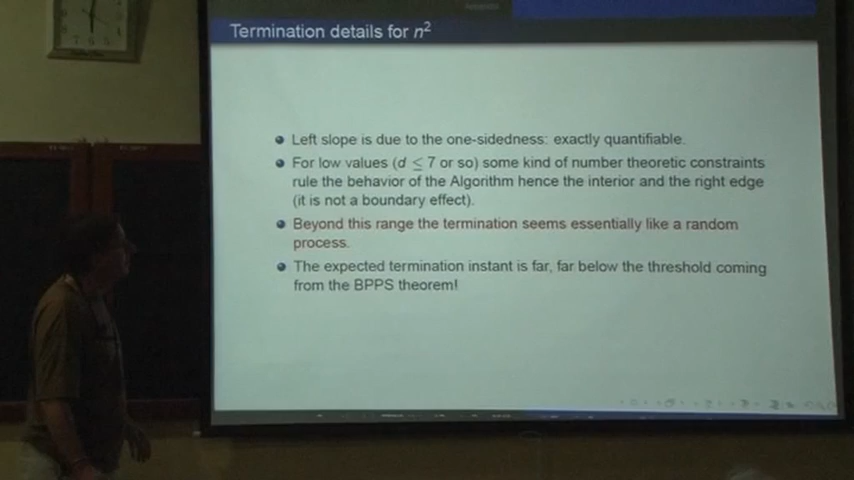 Termination details for n²
Left slope is due to the one-sidedness: exactly quantifiable.
For low values (d ≤ 7 or so) some kind of number theoretic constraints
rule the behavior of the Algorithm hence the interior and the right edge
(it is not a boundary effect).
Beyond this range the termination seems essentially like a random
process.
The expected termination instant is far, far below the threshold coming
from the BPPS theorem!